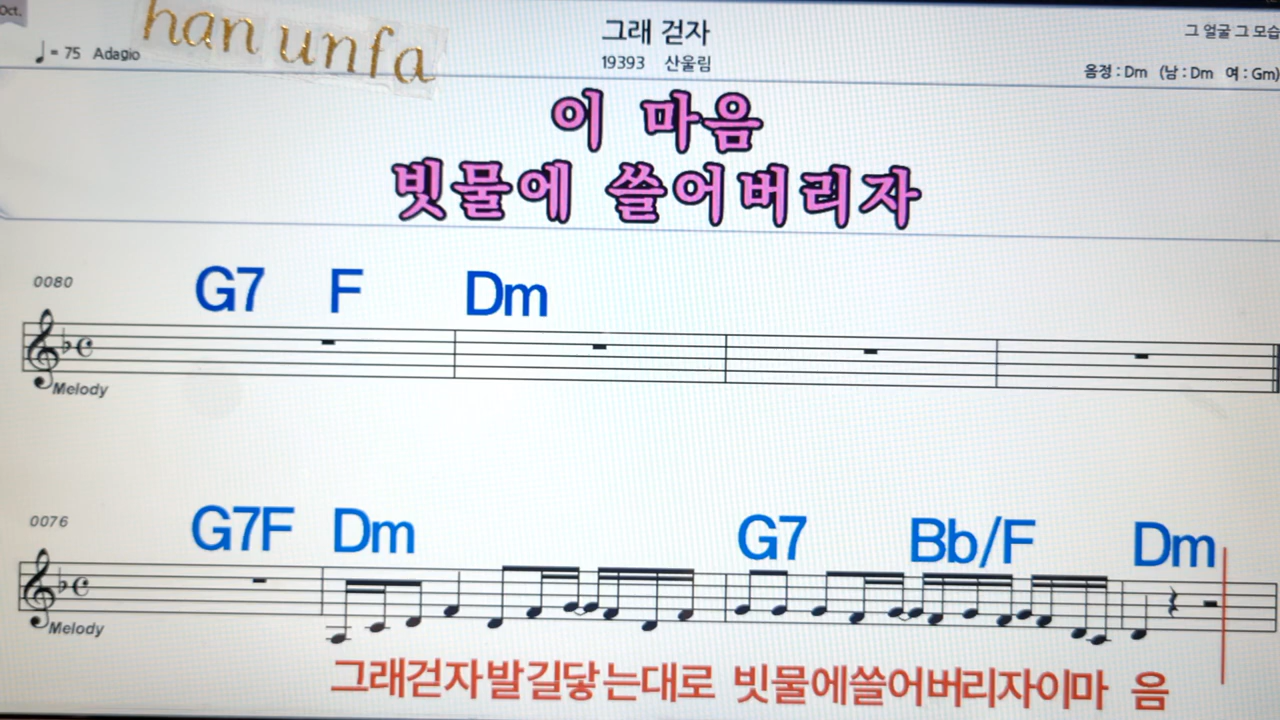 Oct.
han unfa
♩= 75 Adagio
그래 걷자
19393 산울림
그 얼굴 그 모습
음정 : Dm (남 : Dm 여 : Gm)
이 마음
빗물에 쓸어버리자
0080
G7 F Dm
Melody
0076
G7F Dm G7 Bb/F Dm
Melody
그래걷자발길닿는대로 빗물에쓸어버리자이마 음